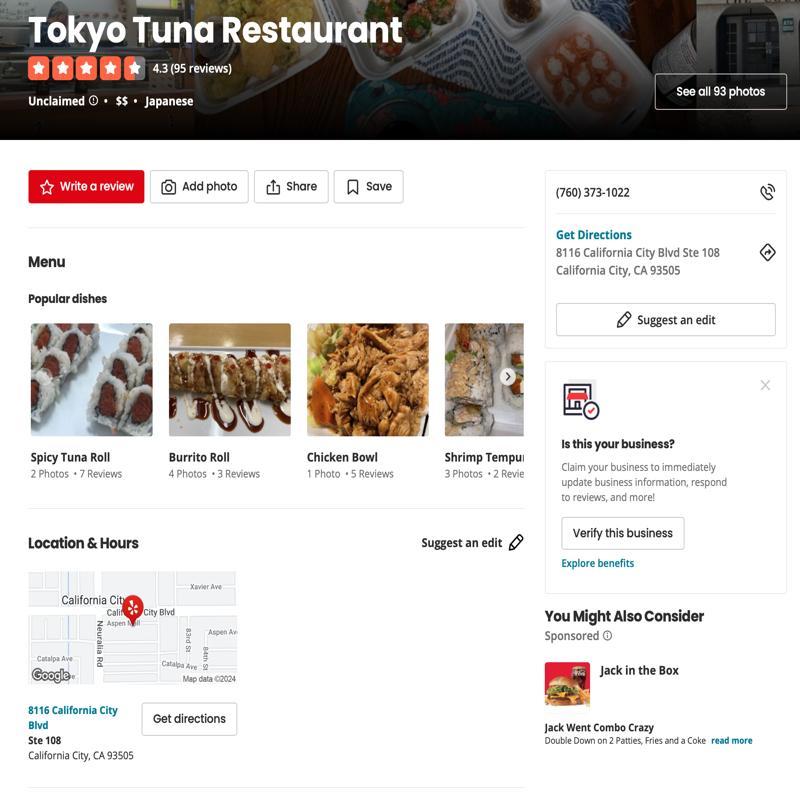 Tokyo Tuna Restaurant
4.3 (95 reviews)
Unclaimed • $$ • Japanese
See all 93 photos
Write a review
Add photo
Share
Save
Menu
Popular dishes
Spicy Tuna Roll
2 Photos • 7 Reviews
Burrito Roll
4 Photos • 3 Reviews
Chicken Bowl
1 Photo • 5 Reviews
Shrimp Tempur
3 Photos • 2 Revie
Location & Hours
Suggest an edit
Xavier Ave
California City
California City Blvd
Aspen Mall
Neuralia Rd
83rd St
84th St
Aspen Av
Catalpa Ave
Catalpa Ave
Google
Map data ©2024
8116 California City
Blvd
Ste 108
California City, CA 93505
Get directions
(760) 373-1022
Get Directions
8116 California City Blvd Ste 108
California City, CA 93505
Suggest an edit
Is this your business?
Claim your business to immediately
update business information, respond
to reviews, and more!
Verify this business
Explore benefits
You Might Also Consider
Sponsored
Jack in the Box
Jack Went Combo Crazy
Double Down on 2 Patties, Fries and a Coke read more